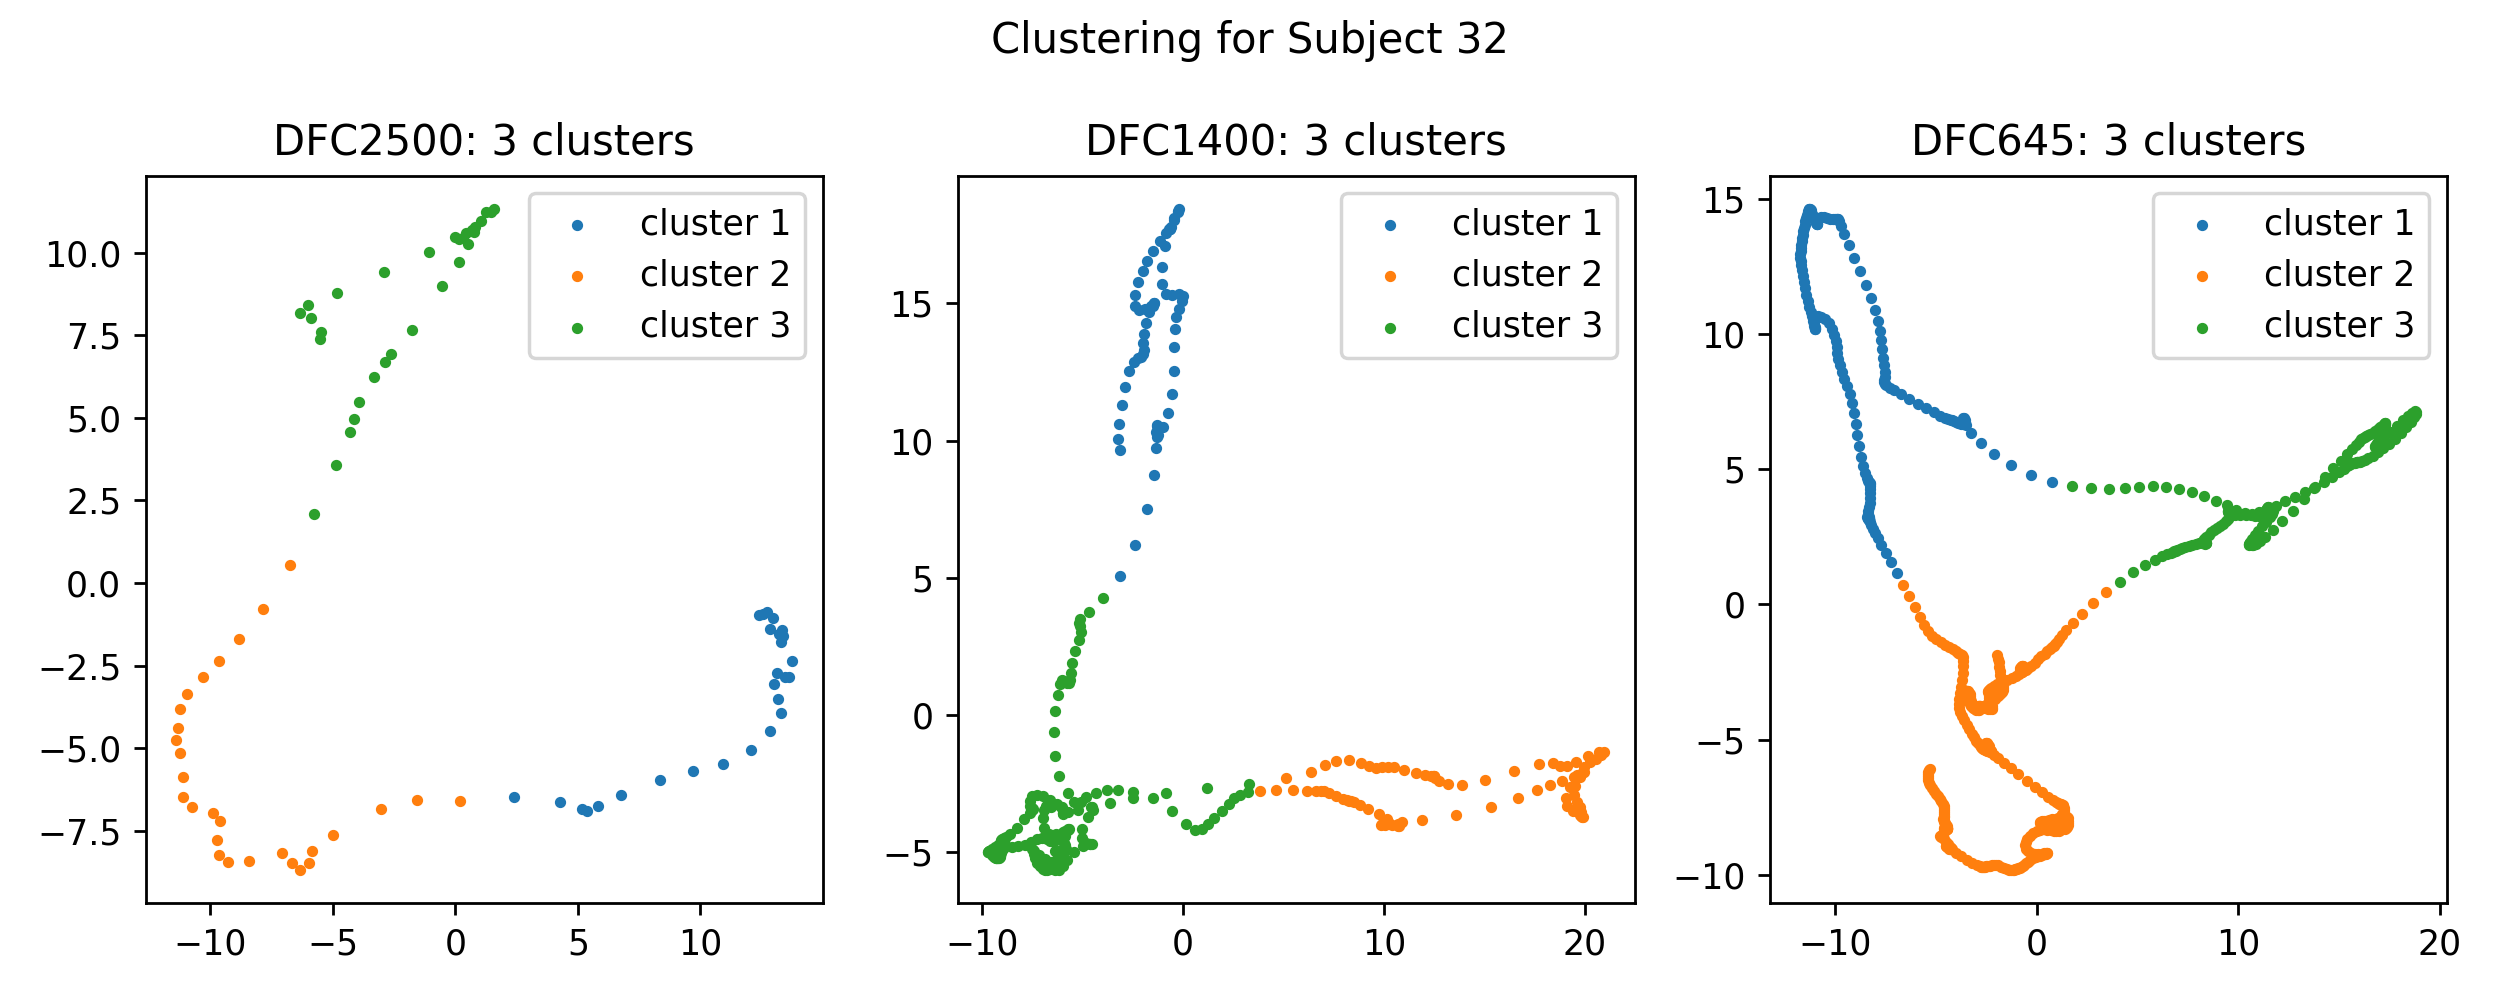 Clustering for Subject 32
DFC2500: 3 clusters
cluster 1
cluster 2
cluster 3
10.0
7.5
5.0
2.5
0.0
−2.5
−5.0
−7.5
−10
−5
0
5
10
DFC1400: 3 clusters
cluster 1
cluster 2
cluster 3
15
10
5
0
−5
−10
0
10
20
DFC645: 3 clusters
cluster 1
cluster 2
cluster 3
15
10
5
0
−5
−10
−10
0
10
20